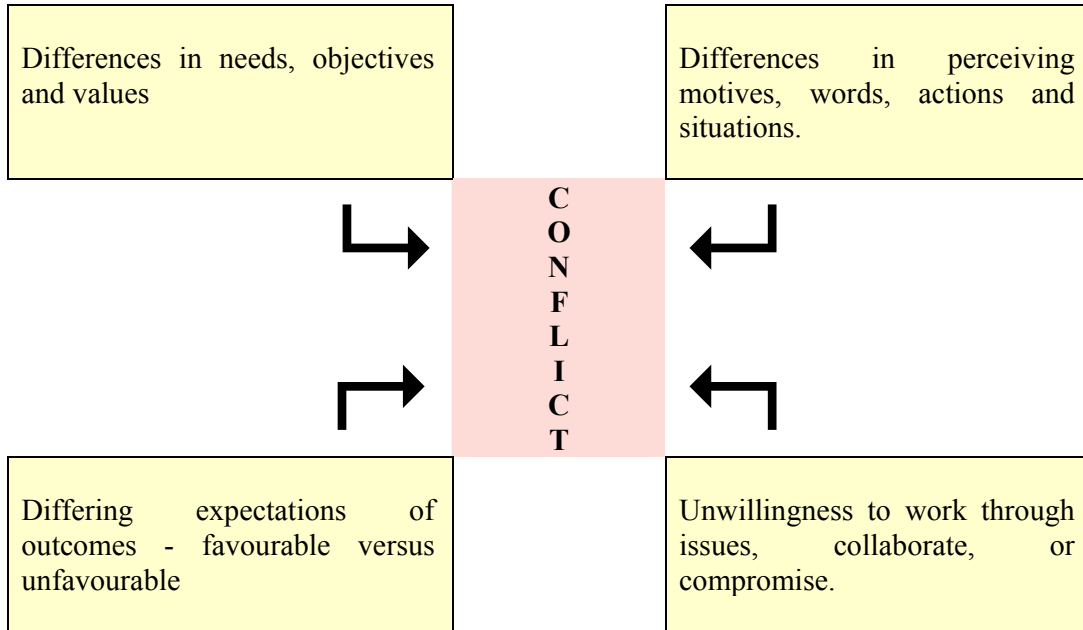 Differences in needs, objectives
and values
Differences in perceiving
motives, words, actions and
situations.
C
O
N
F
L
I
C
T
Differing expectations of
outcomes - favourable versus
unfavourable
Unwillingness to work through
issues, collaborate, or
compromise.